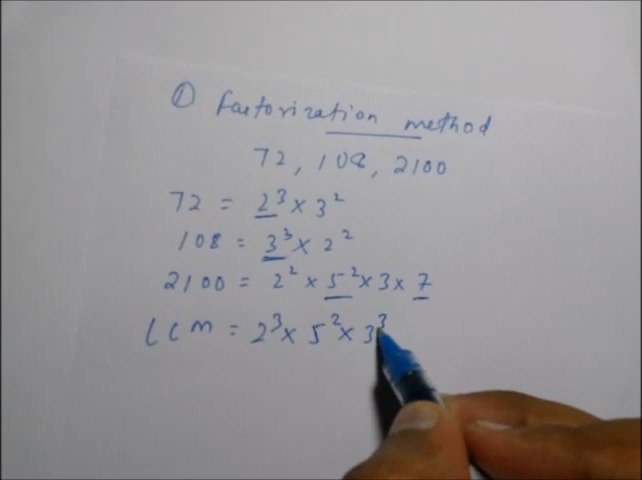 ① Factorization method
72, 108, 2100
72 = 2³ × 3²
108 = 3³ × 2²
2100 = 2² × 5² × 3 × 7
LCM = 2³ × 5² × 3³